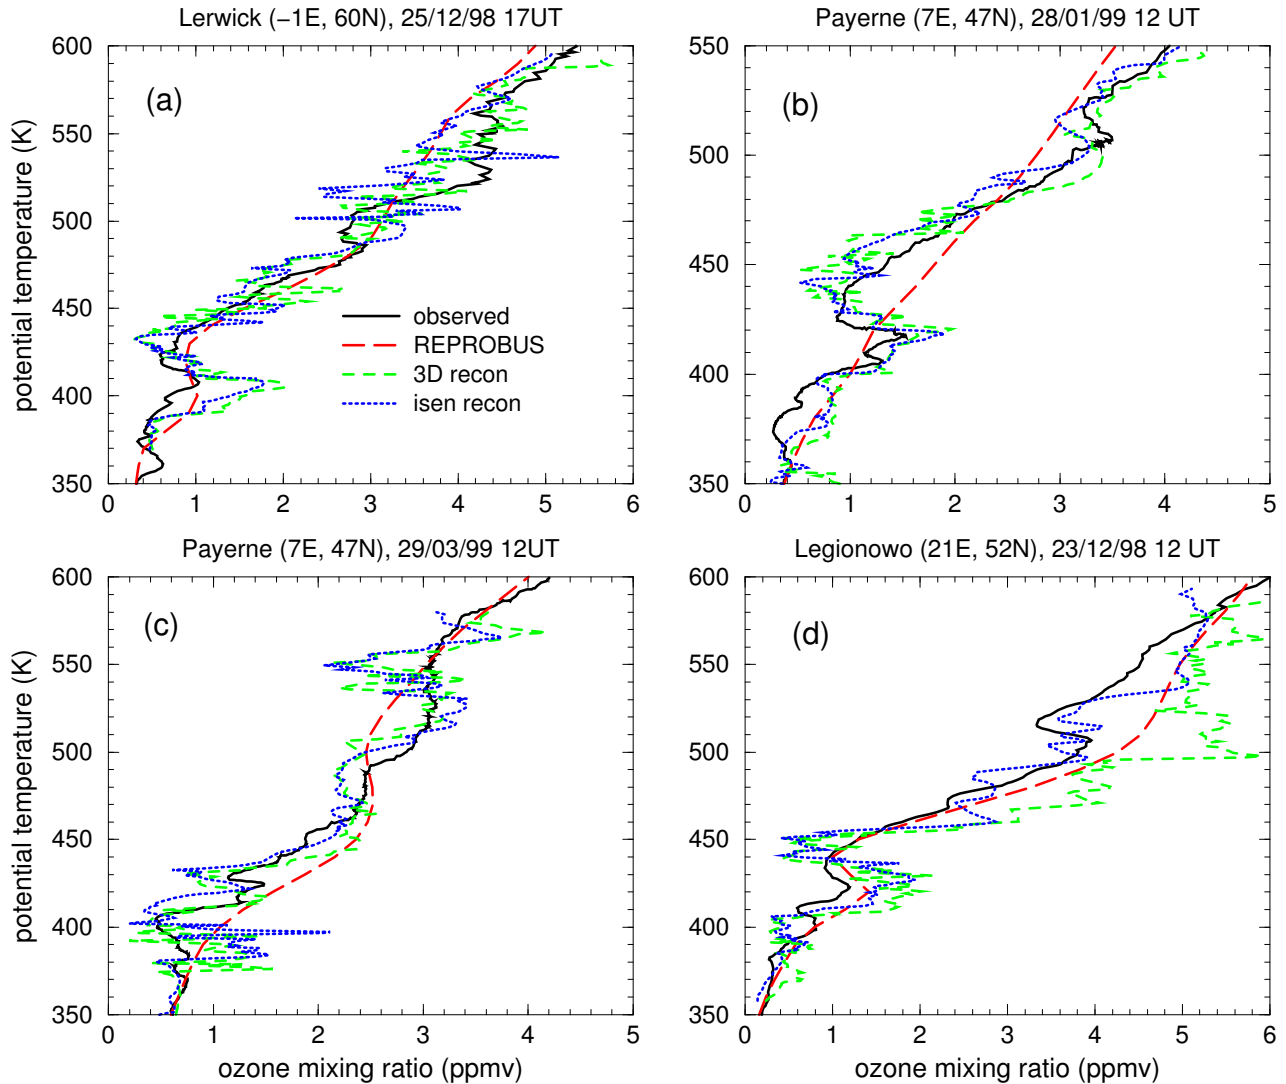 Lerwick (−1E, 60N), 25/12/98 17UT
600
550
500
450
400
350
0 1 2 3 4 5 6
potential temperature (K)
(a)
observed
REPROBUS
3D recon
isen recon
Payerne (7E, 47N), 28/01/99 12 UT
550
500
450
400
350
0 1 2 3 4 5
(b)
Payerne (7E, 47N), 29/03/99 12UT
600
550
500
450
400
350
0 1 2 3 4 5
potential temperature (K)
ozone mixing ratio (ppmv)
(c)
Legionowo (21E, 52N), 23/12/98 12 UT
600
550
500
450
400
350
0 1 2 3 4 5 6
ozone mixing ratio (ppmv)
(d)